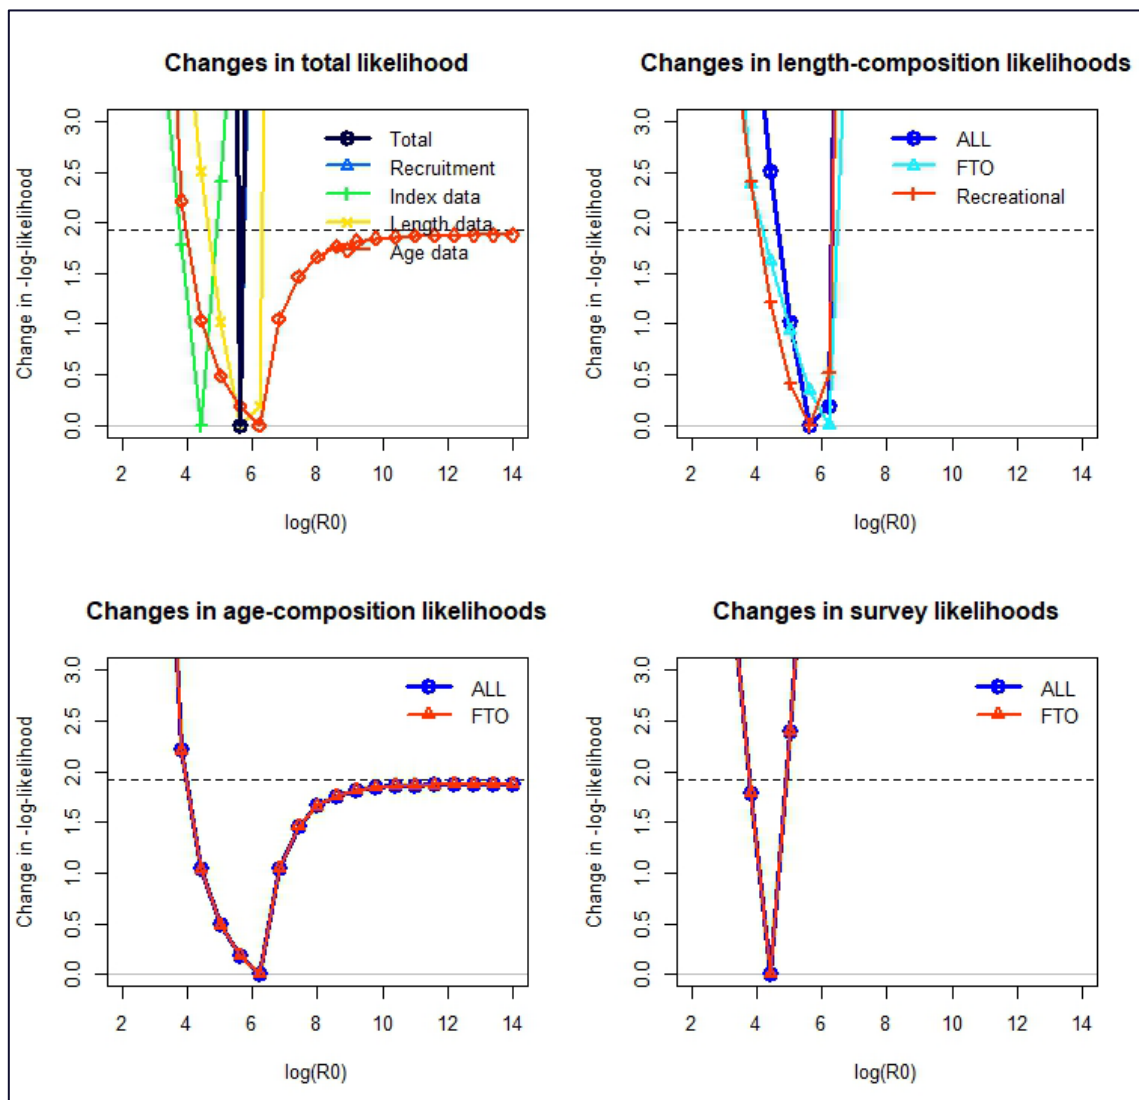 Changes in total likelihood
Change in -log-likelihood
3.0
2.5
2.0
1.5
1.0
0.5
0.0
Total
Recruitment
Index data
Length data
Age data
2 4 6 8 10 12 14
log(R0)
Changes in length-composition likelihoods
Change in -log-likelihood
3.0
2.5
2.0
1.5
1.0
0.5
0.0
ALL
FTO
Recreational
2 4 6 8 10 12 14
log(R0)
Changes in age-composition likelihoods
Change in -log-likelihood
3.0
2.5
2.0
1.5
1.0
0.5
0.0
ALL
FTO
2 4 6 8 10 12 14
log(R0)
Changes in survey likelihoods
Change in -log-likelihood
3.0
2.5
2.0
1.5
1.0
0.5
0.0
ALL
FTO
2 4 6 8 10 12 14
log(R0)